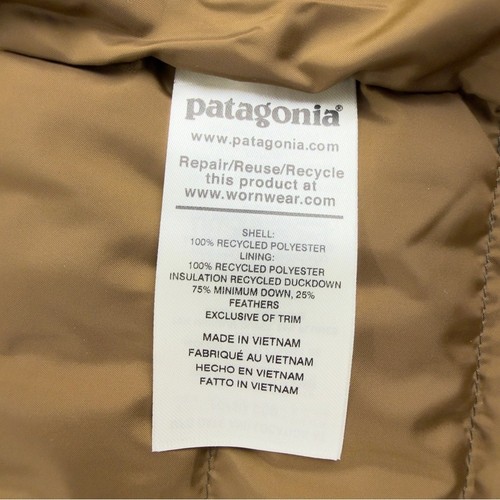 patagonia®
www.patagonia.com
Repair/Reuse/Recycle
this product at
www.wornwear.com
SHELL:
100% RECYCLED POLYESTER
LINING:
100% RECYCLED POLYESTER
INSULATION RECYCLED DUCKDOWN
75% MINIMUM DOWN, 25%
FEATHERS
EXCLUSIVE OF TRIM
MADE IN VIETNAM
FABRIQUÉ AU VIETNAM
HECHO EN VIETNAM
FATTO IN VIETNAM